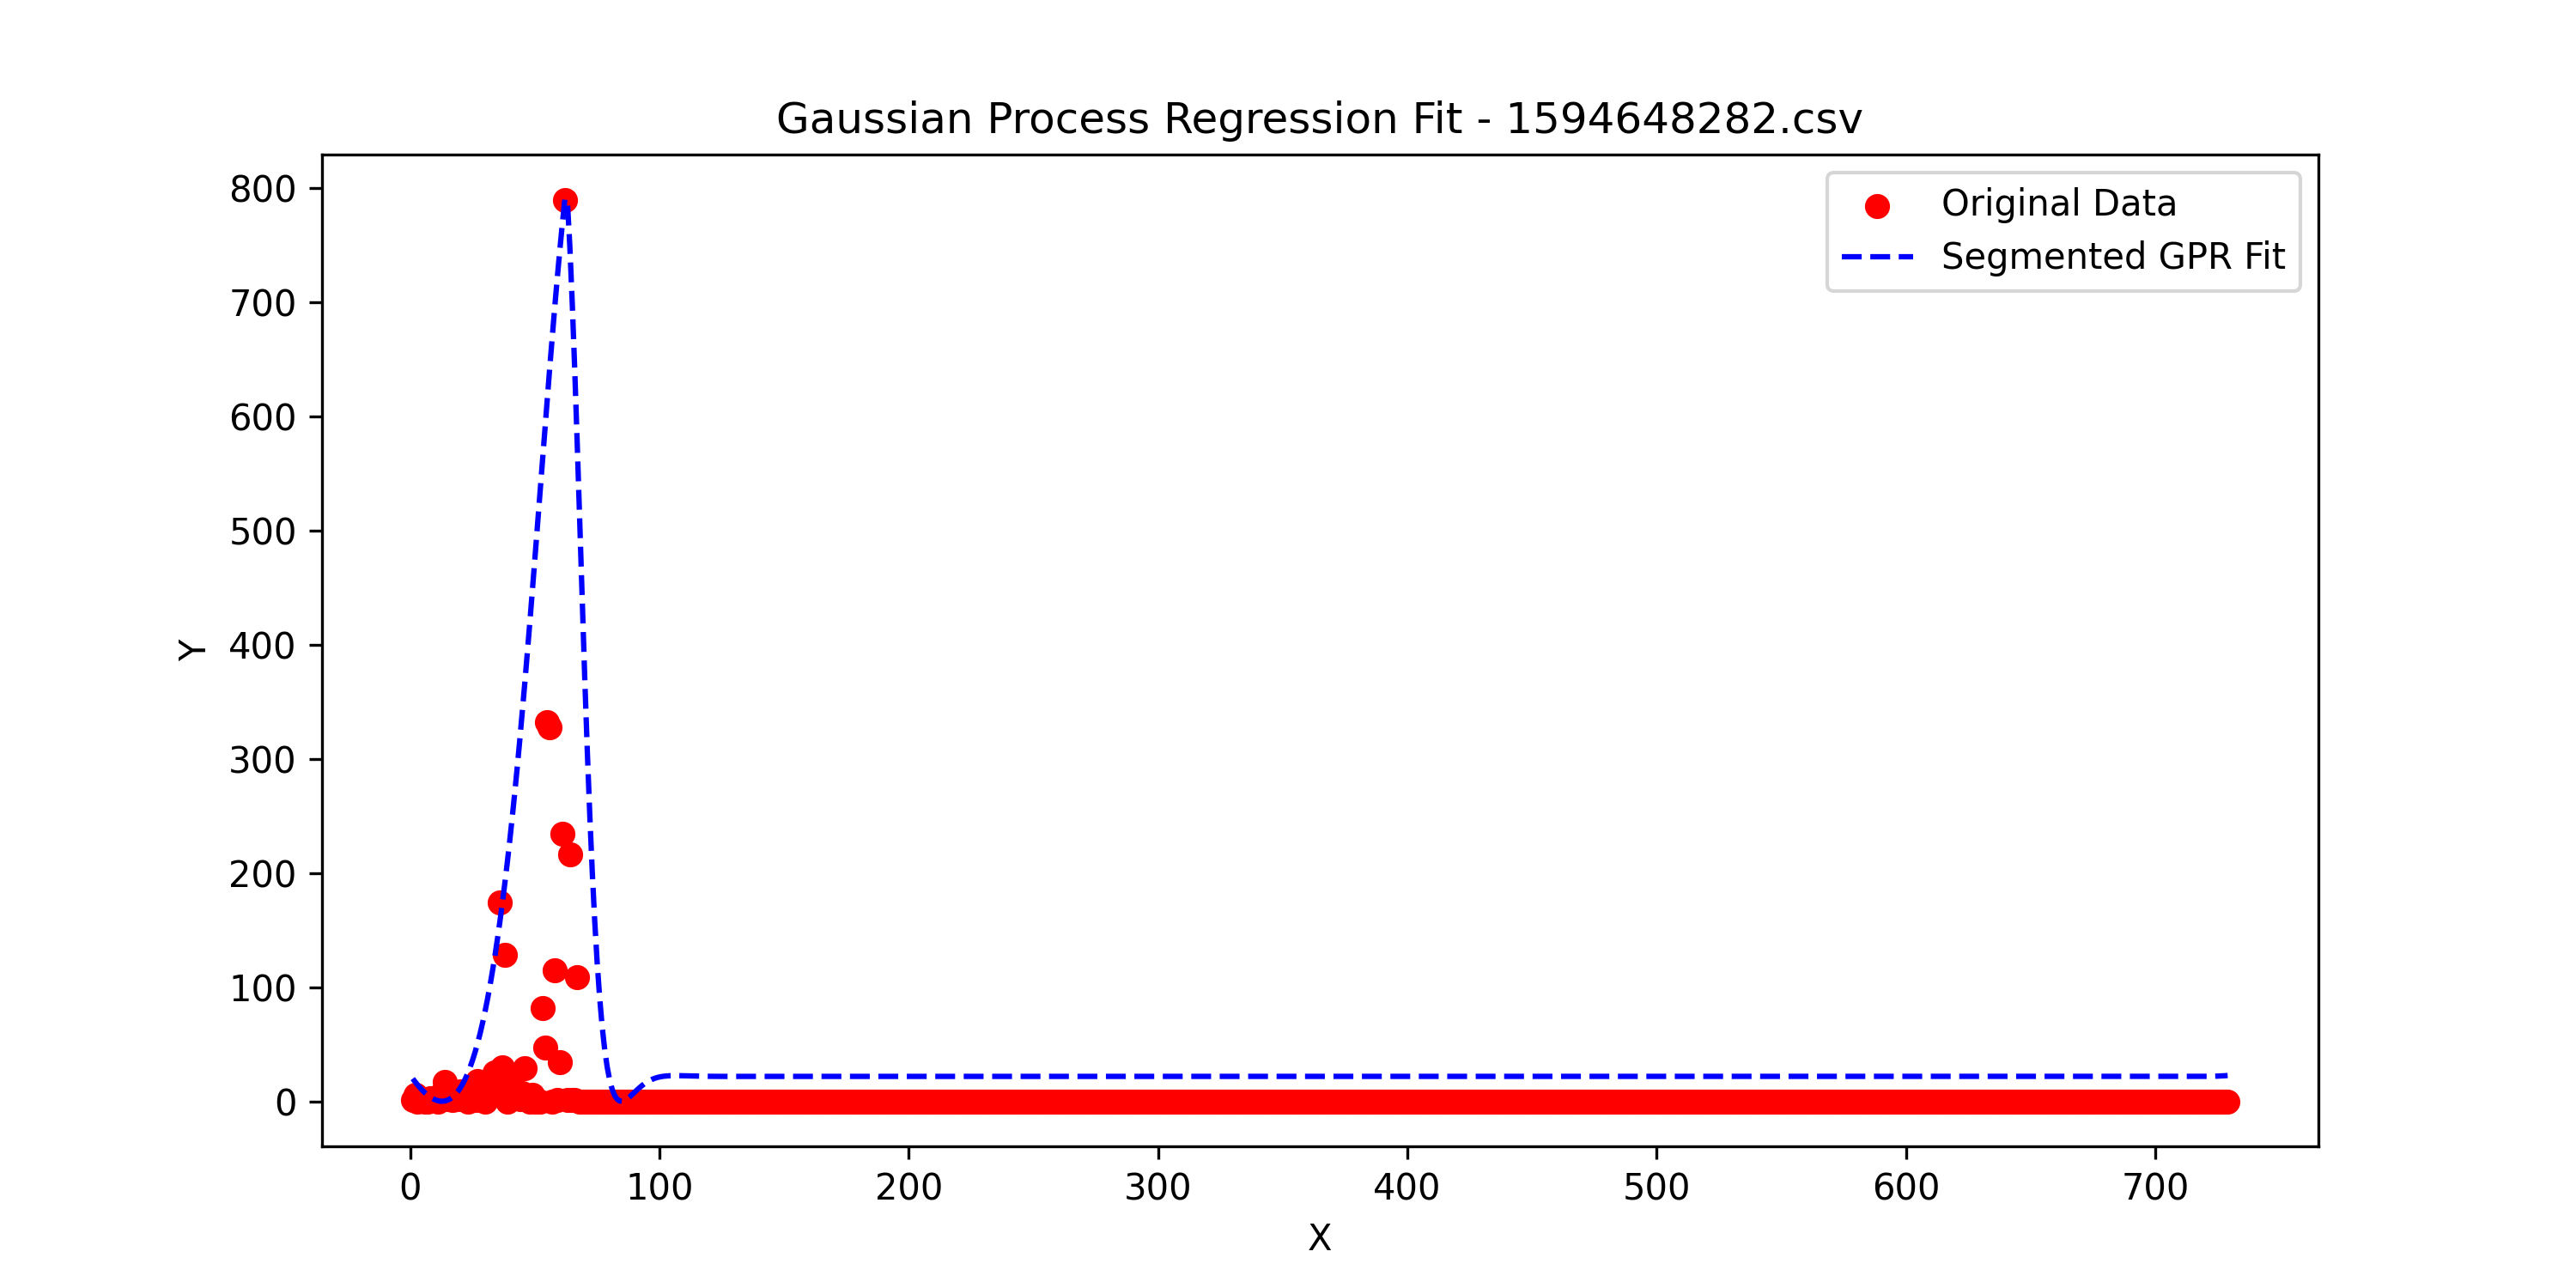 Gaussian Process Regression Fit - 1594648282.csv
Original Data
Segmented GPR Fit
800
700
600
500
400
300
200
100
0
Y
0 100 200 300 400 500 600 700
X